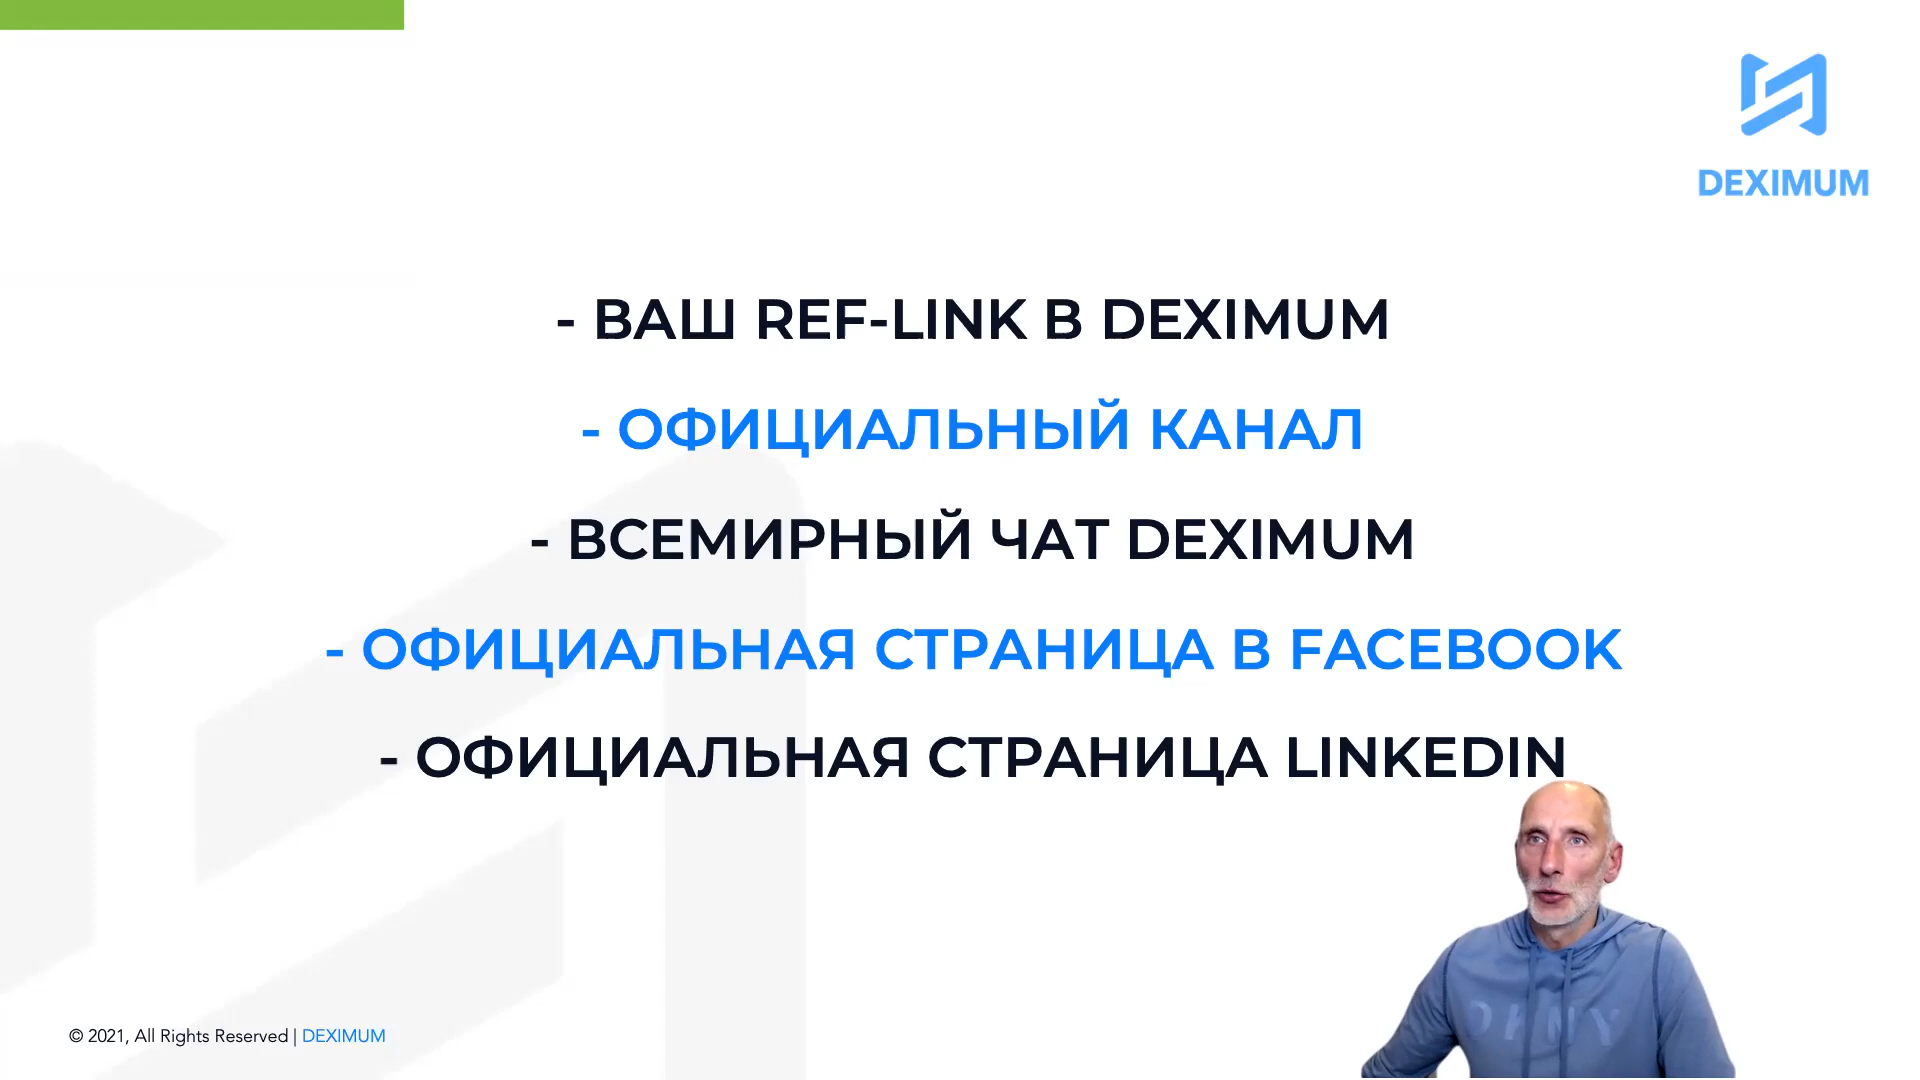 DEXIMUM
- ВАШ REF-LINK В DEXIMUM
- ОФИЦИАЛЬНЫЙ КАНАЛ
- ВСЕМИРНЫЙ ЧАТ DEXIMUM
- ОФИЦИАЛЬНАЯ СТРАНИЦА В FACEBOOK
- ОФИЦИАЛЬНАЯ СТРАНИЦА LINKEDIN
DKNY
© 2021, All Rights Reserved | DEXIMUM